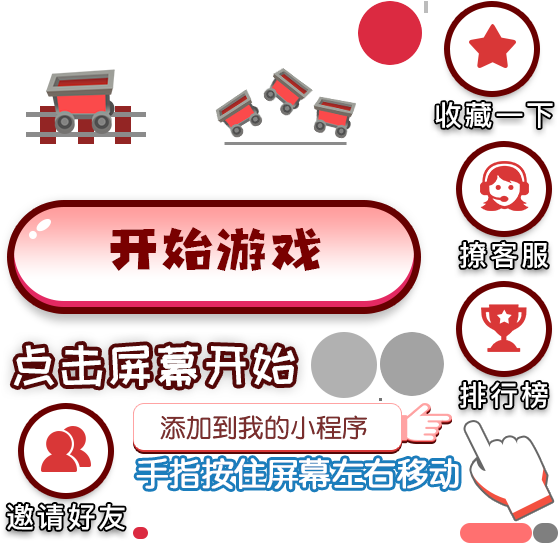 收藏一下
撩客服
开始游戏
点击屏幕开始
排行榜
添加到我的小程序
手指按住屏幕左右移动
邀请好友